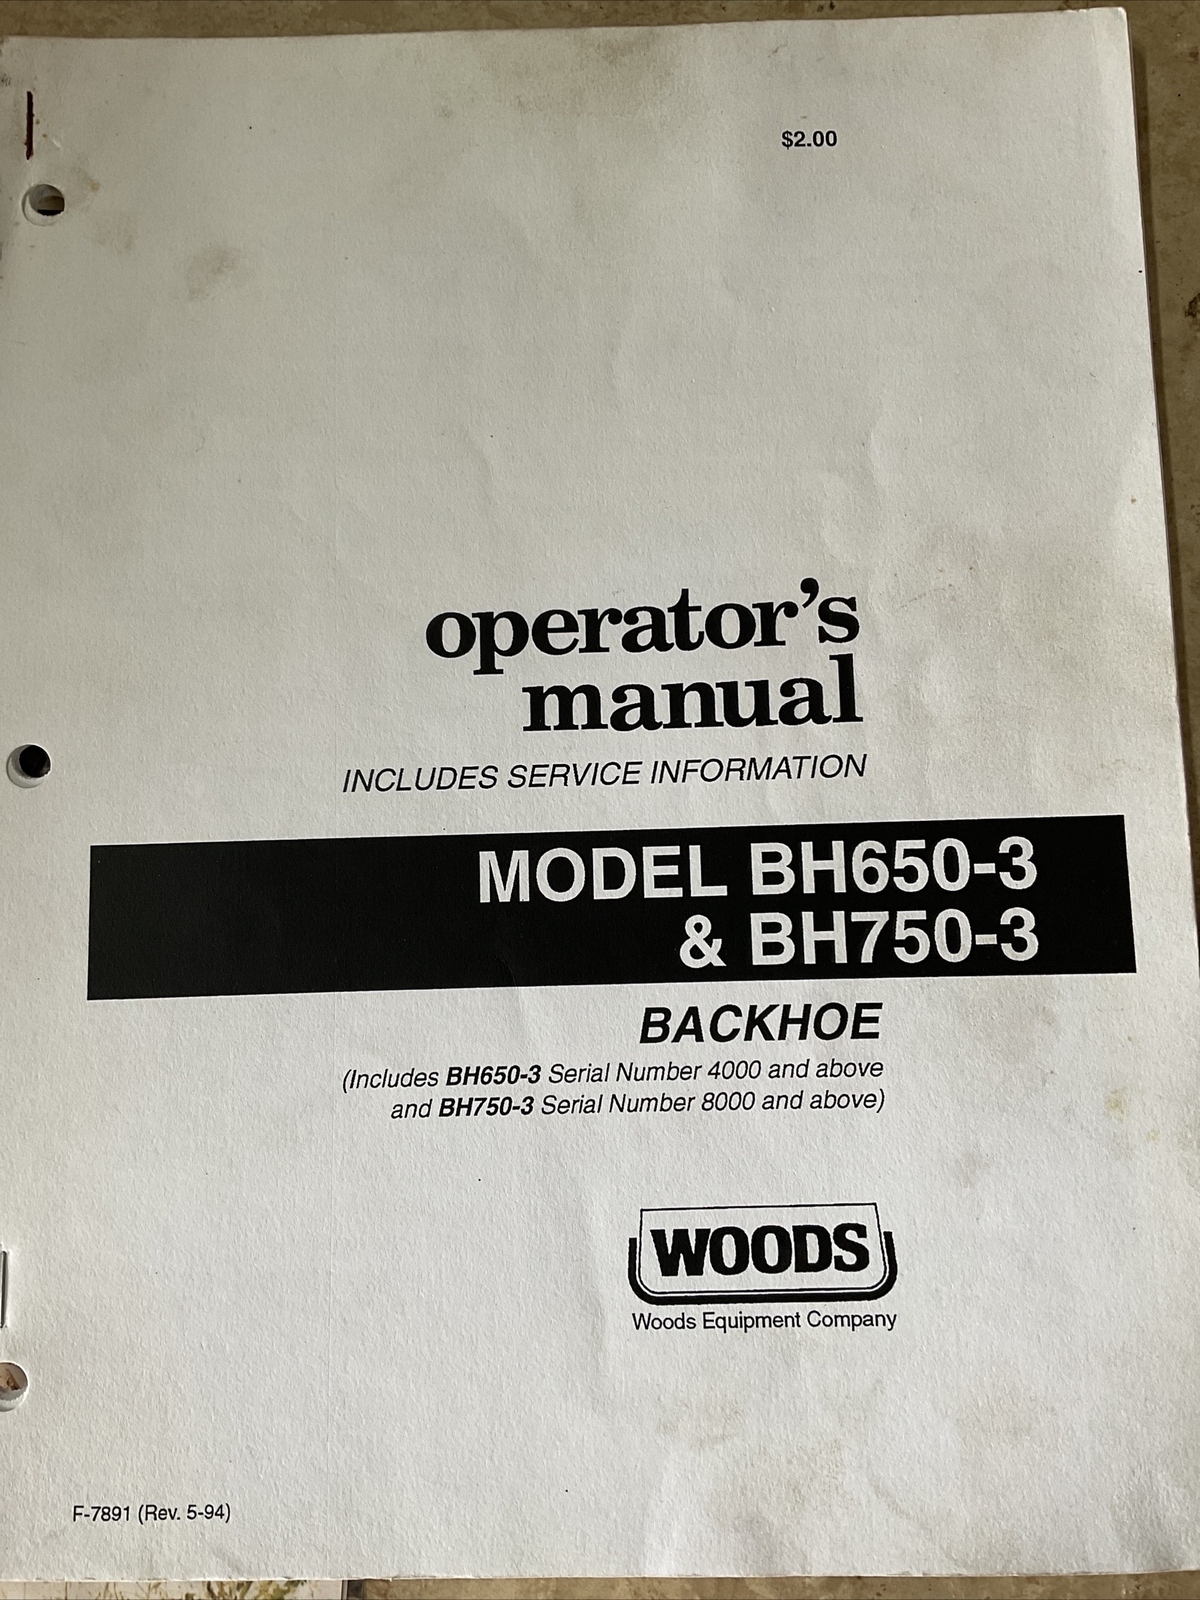 $2.00
operator's
manual
INCLUDES SERVICE INFORMATION
MODEL BH650-3
& BH750-3
BACKHOE
(Includes BH650-3 Serial Number 4000 and above
and BH750-3 Serial Number 8000 and above)
WOODS
Woods Equipment Company
F-7891 (Rev. 5-94)